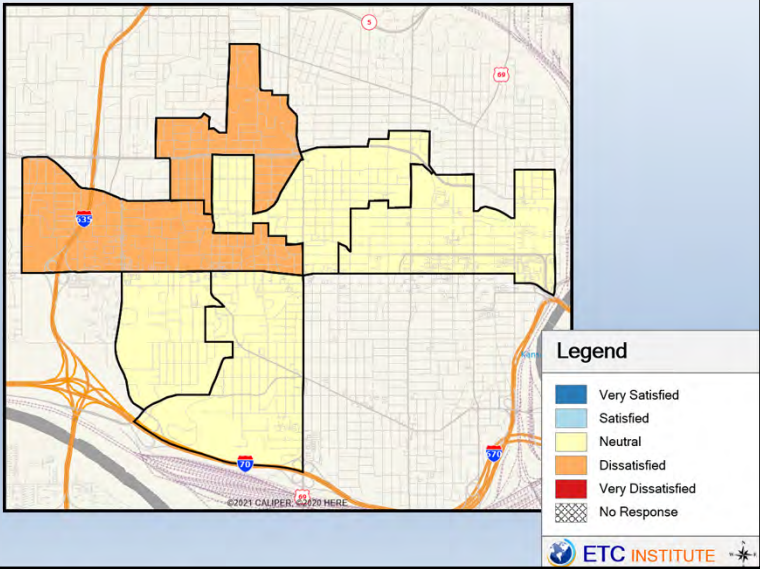 5
69
635
Legend
Very Satisfied
Satisfied
Neutral
Dissatisfied
Very Dissatisfied
No Response
70
670
69
©2021 CALIPER; ©2020 HERE
ETC INSTITUTE
N